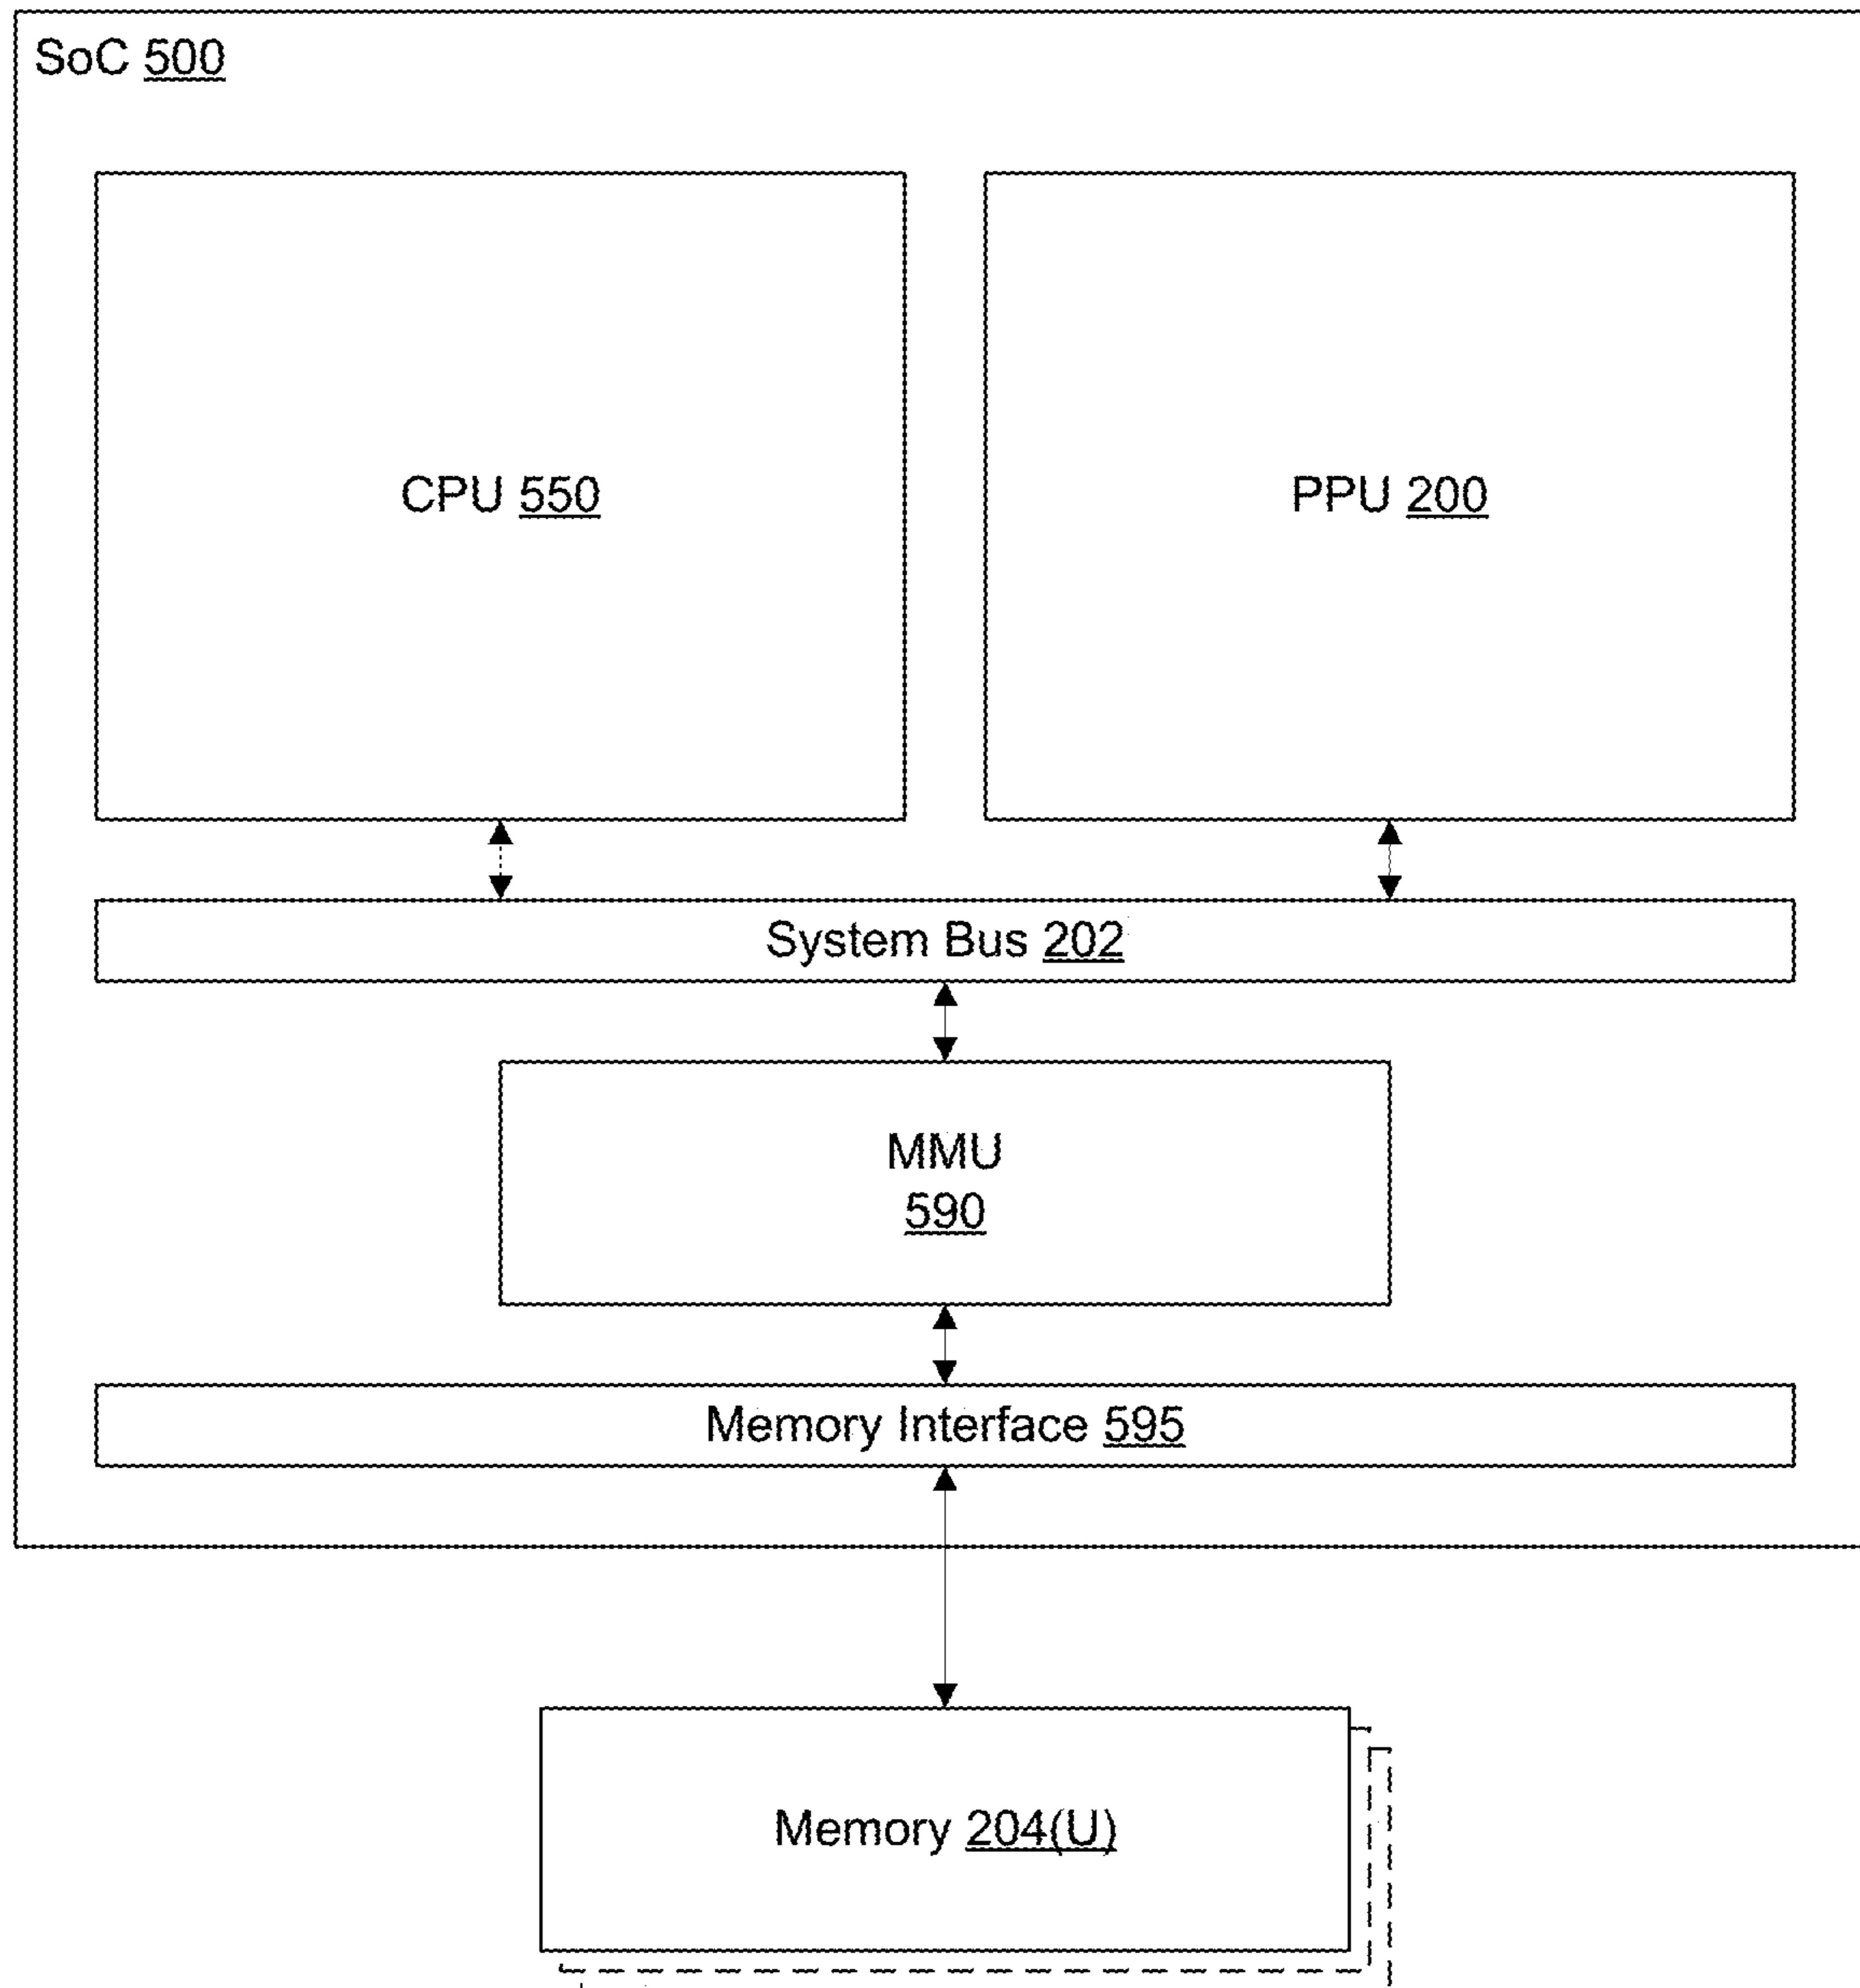 SoC 500
CPU 550
PPU 200
System Bus 202
MMU
590
Memory Interface 595
Memory 204(U)